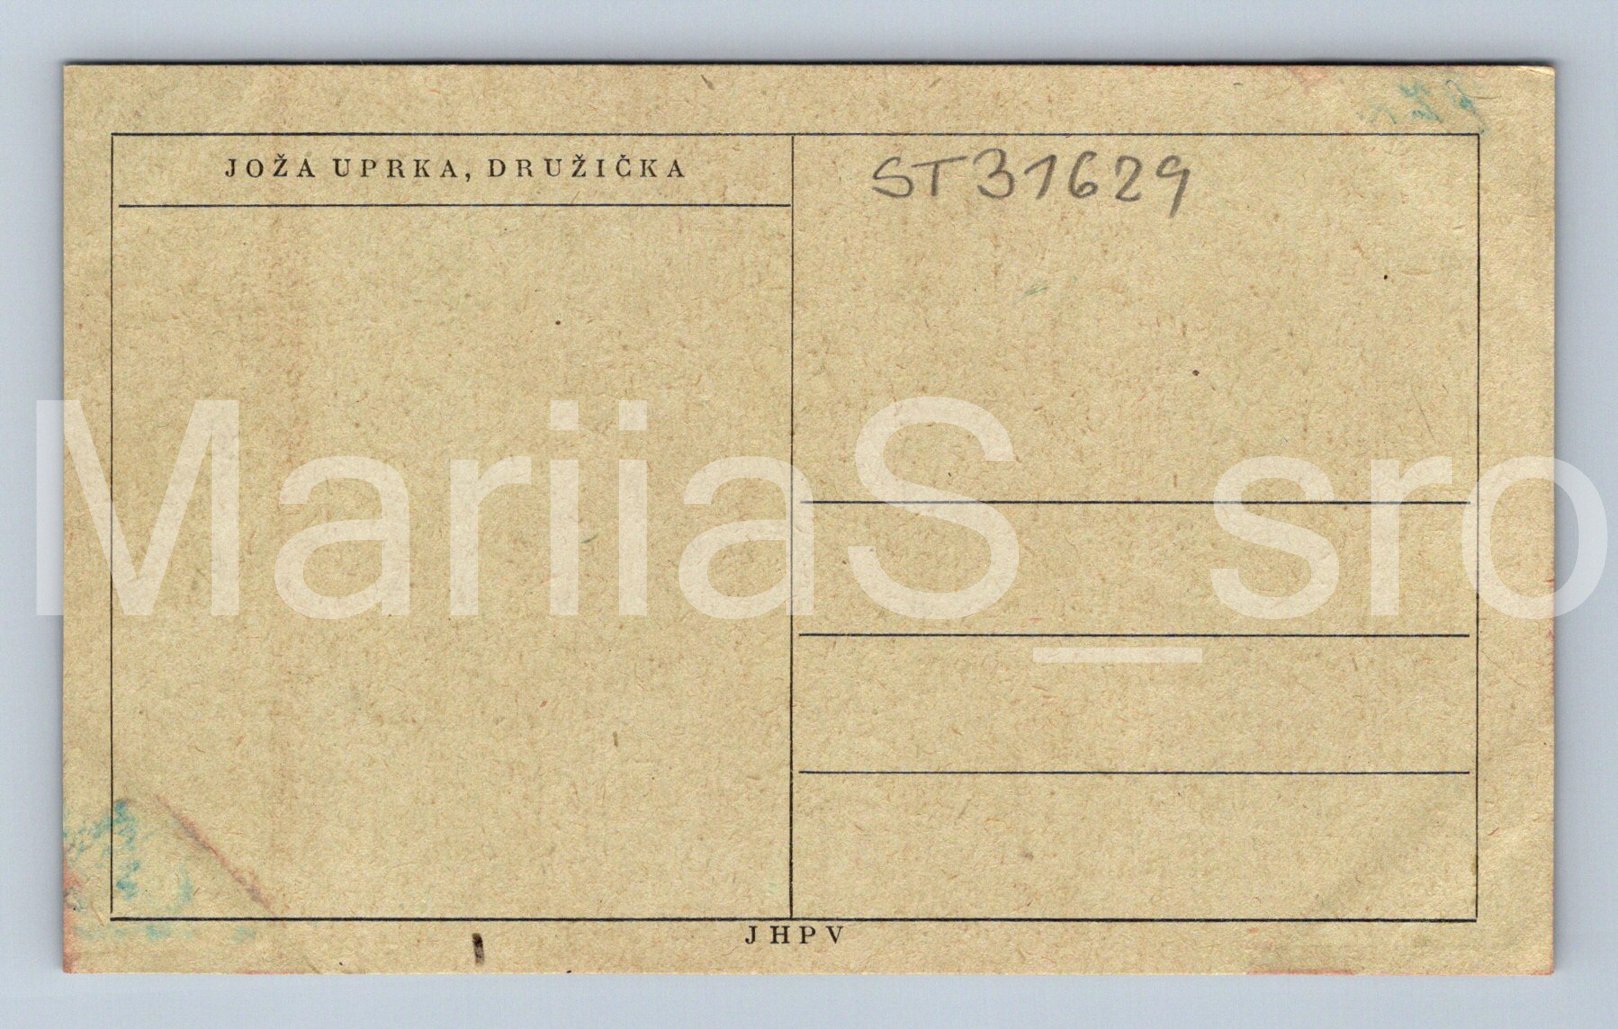 JOŽA UPRKA, DRUŽIČKA
ST31629
MariiaS_sro
JHPV